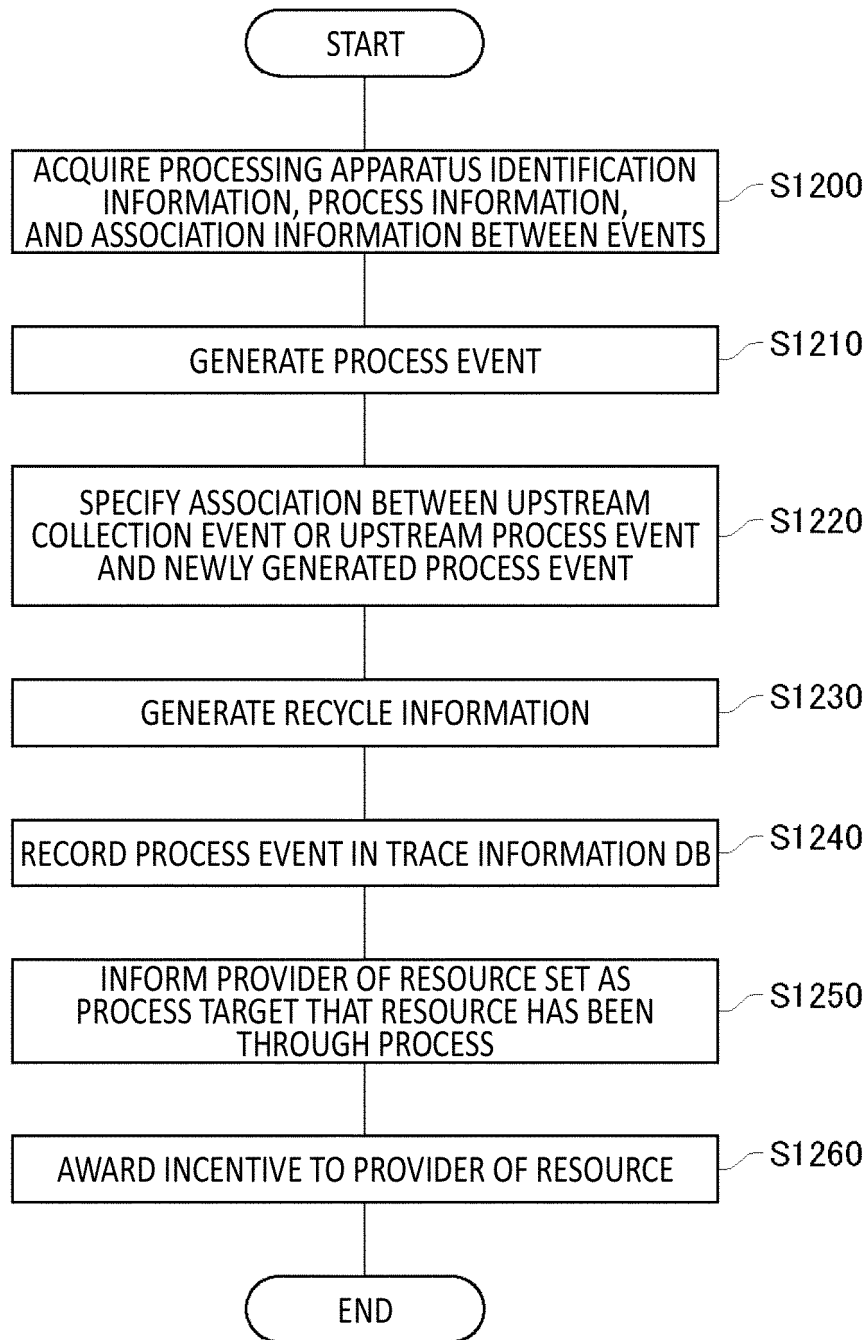 START
ACQUIRE PROCESSING APPARATUS IDENTIFICATION
INFORMATION, PROCESS INFORMATION,
AND ASSOCIATION INFORMATION BETWEEN EVENTS
S1200
GENERATE PROCESS EVENT
S1210
SPECIFY ASSOCIATION BETWEEN UPSTREAM
COLLECTION EVENT OR UPSTREAM PROCESS EVENT
AND NEWLY GENERATED PROCESS EVENT
S1220
GENERATE RECYCLE INFORMATION
S1230
RECORD PROCESS EVENT IN TRACE INFORMATION DB
S1240
INFORM PROVIDER OF RESOURCE SET AS
PROCESS TARGET THAT RESOURCE HAS BEEN
THROUGH PROCESS
S1250
AWARD INCENTIVE TO PROVIDER OF RESOURCE
S1260
END